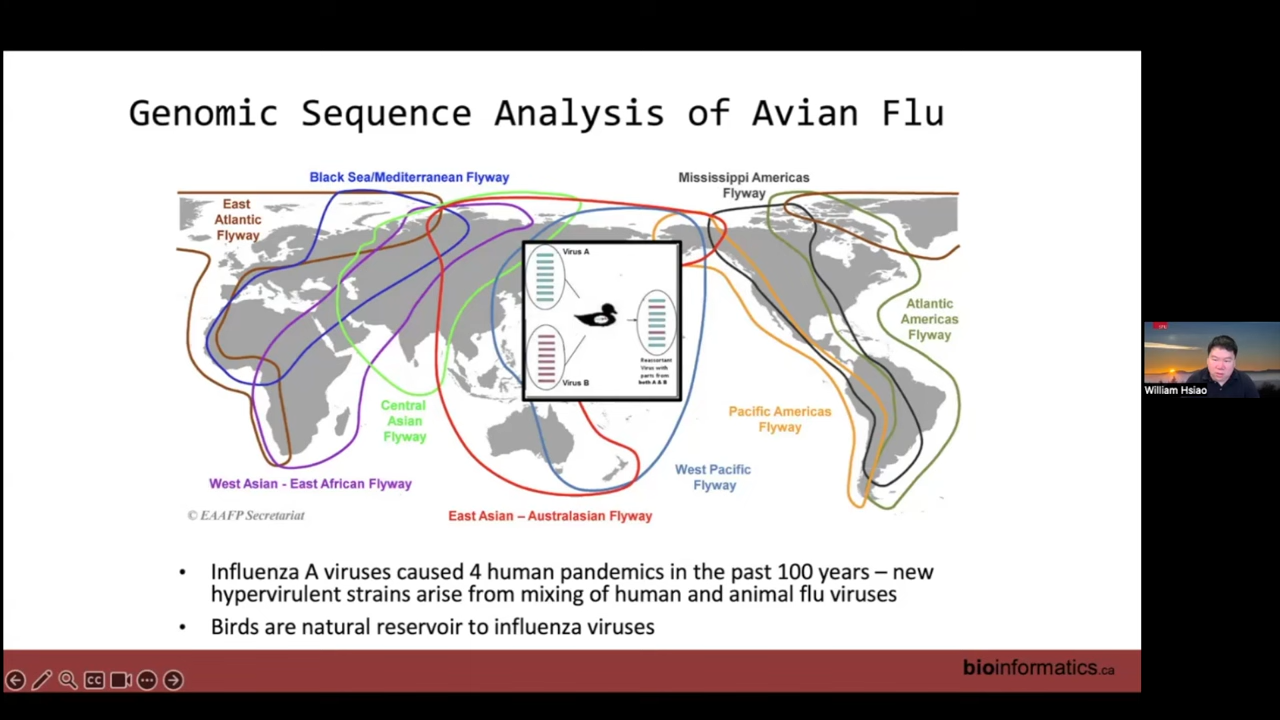 Genomic Sequence Analysis of Avian Flu
Black Sea/Mediterranean Flyway
Mississippi Americas
Flyway
East
Atlantic
Flyway
Virus A
Virus B
Reassortant
Virus with
parts from
both A & B
Atlantic
Americas
Flyway
Central
Asian
Flyway
Pacific Americas
Flyway
West Pacific
Flyway
West Asian - East African Flyway
© EAAFP Secretariat
East Asian – Australasian Flyway
• Influenza A viruses caused 4 human pandemics in the past 100 years – new
hypervirulent strains arise from mixing of human and animal flu viruses
• Birds are natural reservoir to influenza viruses
bioinformatics.ca
CC
William Hsiao